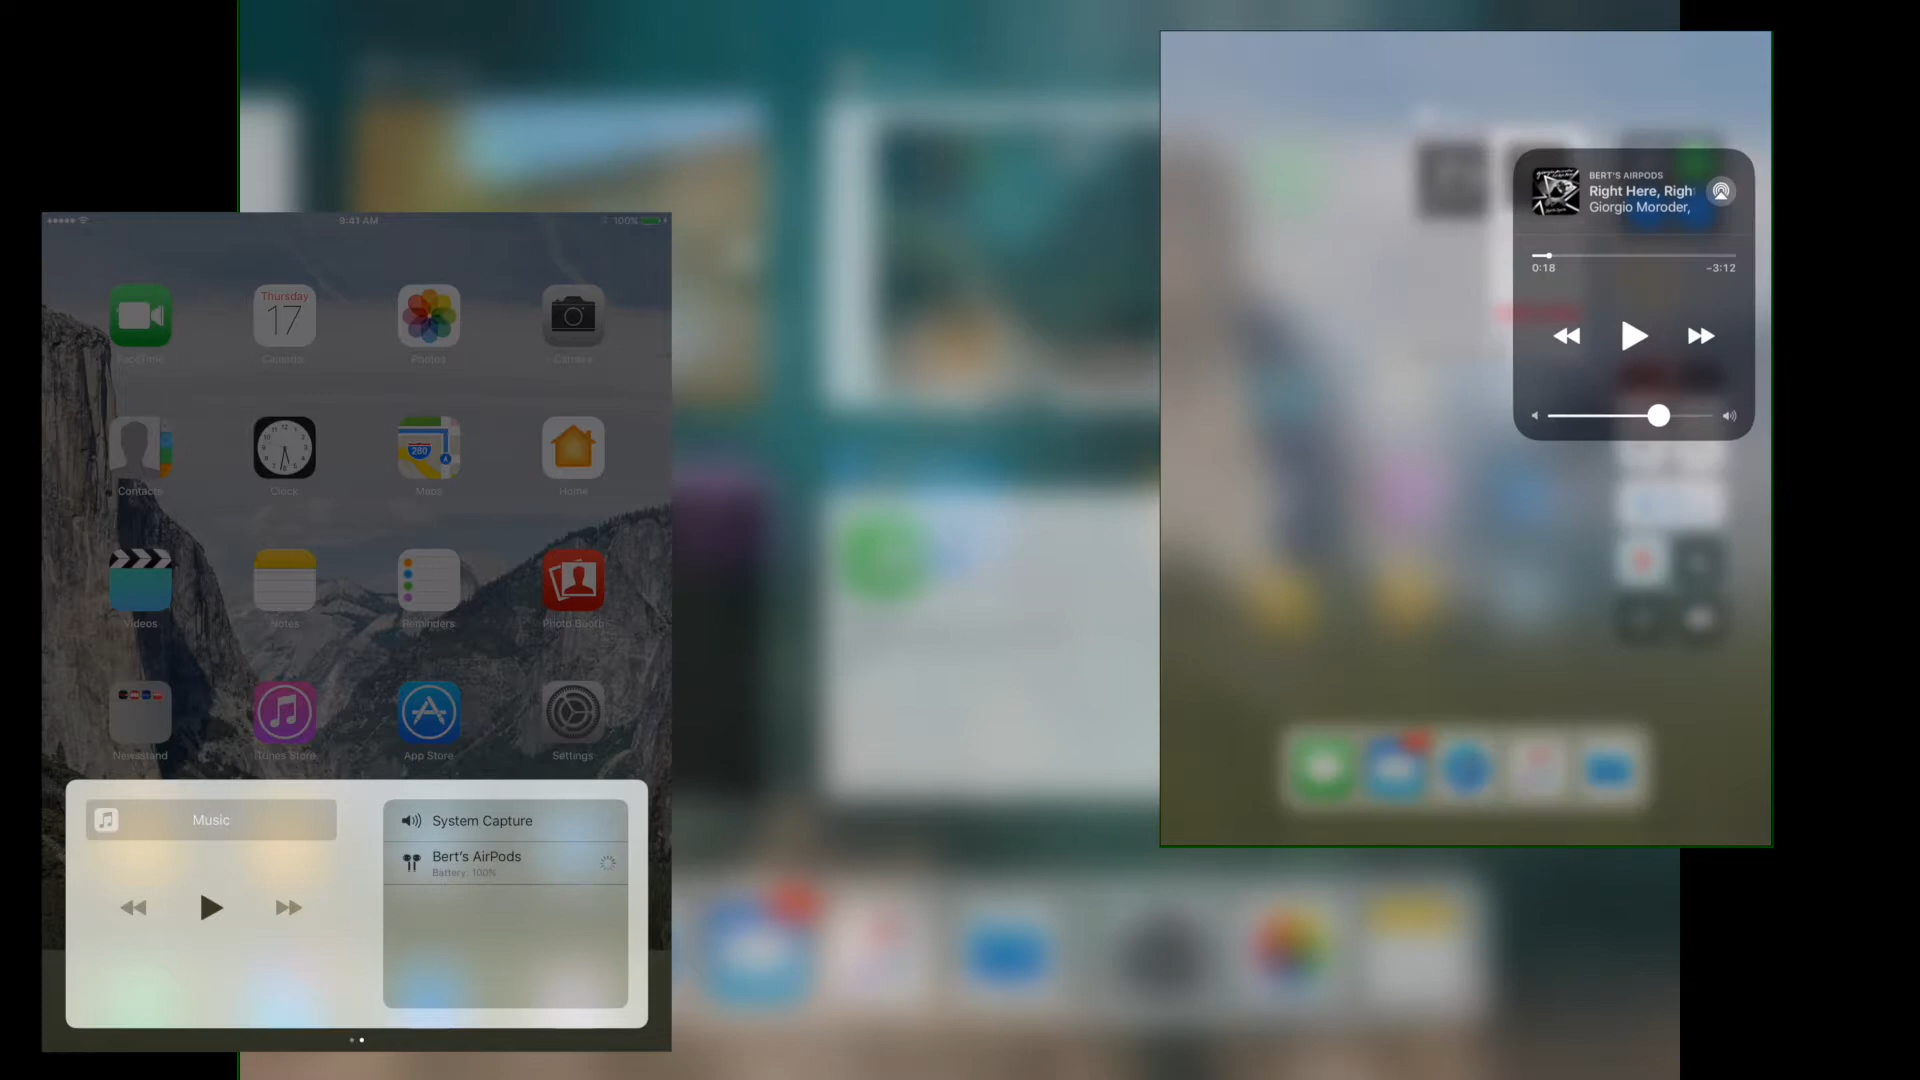 9:41 AM
100%
FaceTime
Thursday
17
Calendar
Photos
Camera
Contacts
Clock
12
280
A
Maps
Home
Videos
Notes
Reminders
Photo Booth
Newsstand
iTunes Store
App Store
Settings
Music
System Capture
Bert's AirPods
Battery: 100%
BERT'S AIRPODS
Right Here, Righ
Giorgio Moroder,
0:18
-3:12